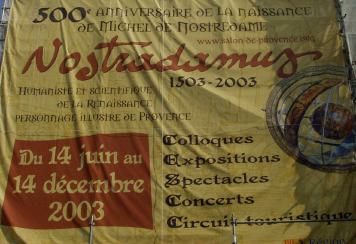 500e ANNIVERSAIRE DE LA NAISSANCE
DE MICHEL DE NOSTREDAME
www.salon-de-provence.org
Nostradamus
1503-2003
HUMANISTE ET SCIENTIFIQUE
DE LA RENAISSANCE
PERSONNAGE ILLUSTRE DE PROVENCE
Du 14 juin au
14 décembre
2003
Colloques
Expositions
Spectacles
Concerts
Circuit touristique
Région